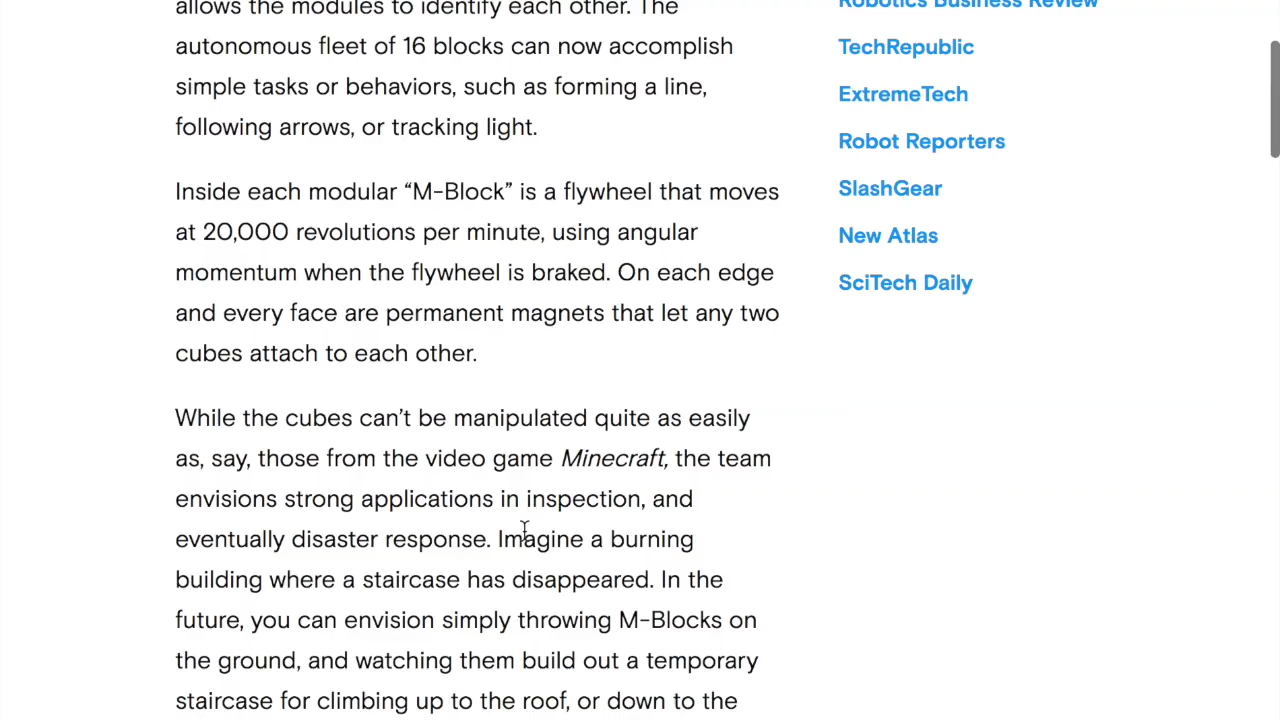 allows the modules to identify each other. The
autonomous fleet of 16 blocks can now accomplish
simple tasks or behaviors, such as forming a line,
following arrows, or tracking light.
Inside each modular “M-Block” is a flywheel that moves
at 20,000 revolutions per minute, using angular
momentum when the flywheel is braked. On each edge
and every face are permanent magnets that let any two
cubes attach to each other.
While the cubes can’t be manipulated quite as easily
as, say, those from the video game Minecraft, the team
envisions strong applications in inspection, and
eventually disaster response. Imagine a burning
building where a staircase has disappeared. In the
future, you can envision simply throwing M-Blocks on
the ground, and watching them build out a temporary
staircase for climbing up to the roof, or down to the
Robotics Business Review
TechRepublic
ExtremeTech
Robot Reporters
SlashGear
New Atlas
SciTech Daily